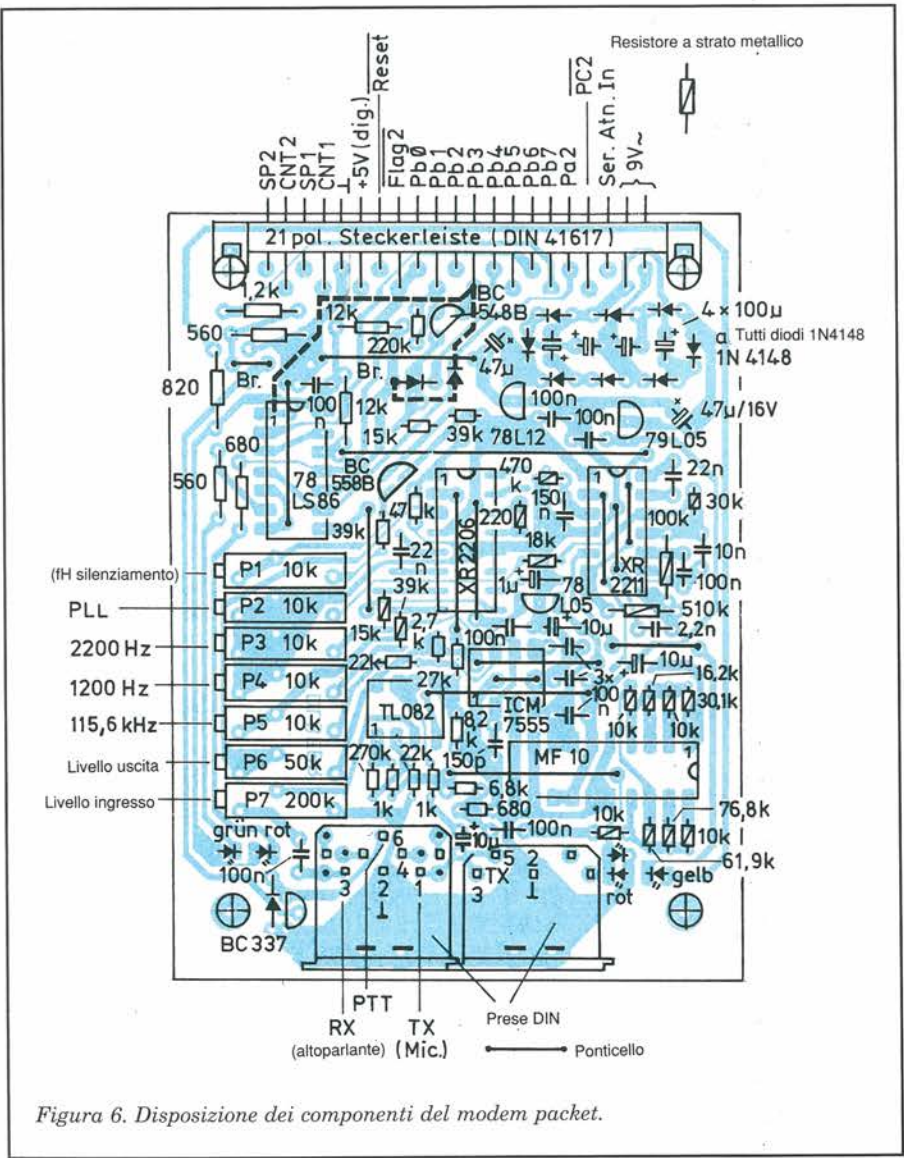 Resistore a strato metallico
SP2
CNT2
SP1
CNT1
⊥
+5V (dig.)
Reset
Flag2
Pb0
Pb1
Pb2
Pb3
Pb4
Pb5
Pb6
Pb7
Pa2
PC2
Ser. Atn. In
} 9V~
21 pol. Steckerleiste (DIN 41617)
1,2k
12k
BC
548B
4 × 100µ
560
220k
a Tutti diodi 1N4148
1N 4148
Br.
Br.
47µ
820
100
n
12k
100n
100n
47µ/16V
15k
39k
78L12
79L05
680
560
BC
558B
470
k
22n
1
78
LS86
1
1
150
n
30k
47
k
220
100k
39k
XR2206
18k
XR
2211
10n
22
n
100n
(fH silenziamento)
P1 10k
39k
1µ
78
L05
510k
PLL
P2 10k
15k
2,7
k
100n
10µ
2,2n
2200 Hz
P3 10k
22k
10µ
16,2k
1200 Hz
P4 10k
27k
3×
100
n
30,1k
1
ICM
7555
10k
10k
115,6 kHz
P5 10k
TL082
1
82
k
Livello uscita
P6 50k
270k
22k
150p
MF 10
1
Livello ingresso
P7 200k
1k
1k
6,8k
76,8k
680
grün rot
6
10µ
100n
10k
10k
100n
4
5
2
61,9k
3
2
1
TX
3
⊥
gelb
⊥
rot
BC 337
PTT
Prese DIN
RX
TX
(altoparlante)
(Mic.)
Ponticello
Figura 6. Disposizione dei componenti del modem packet.